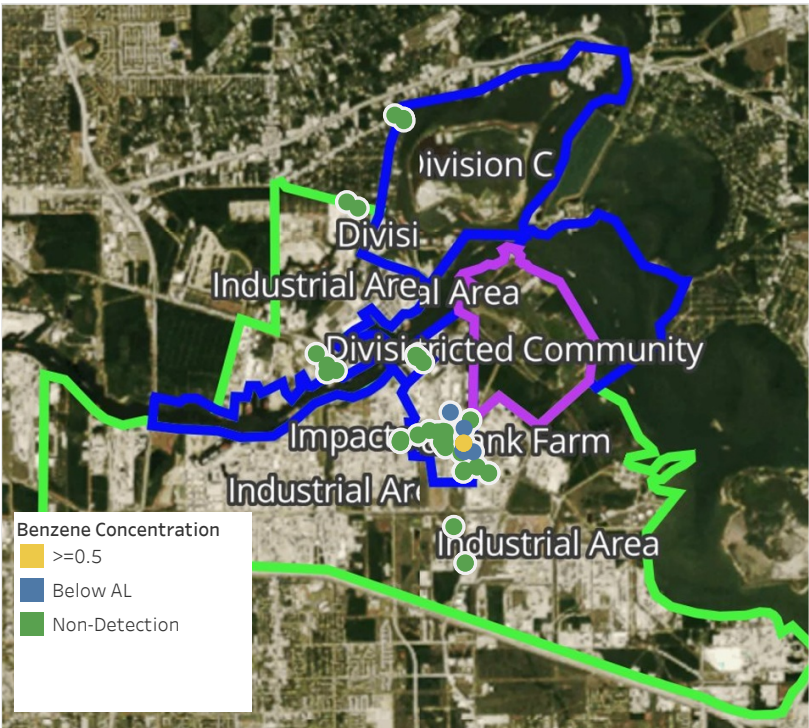 Division C
Divisi
Industrial Area
al Area
Divisi
tricted Community
Impact
ank Farm
Industrial Are
Industrial Area
Benzene Concentration
>=0.5
Below AL
Non-Detection